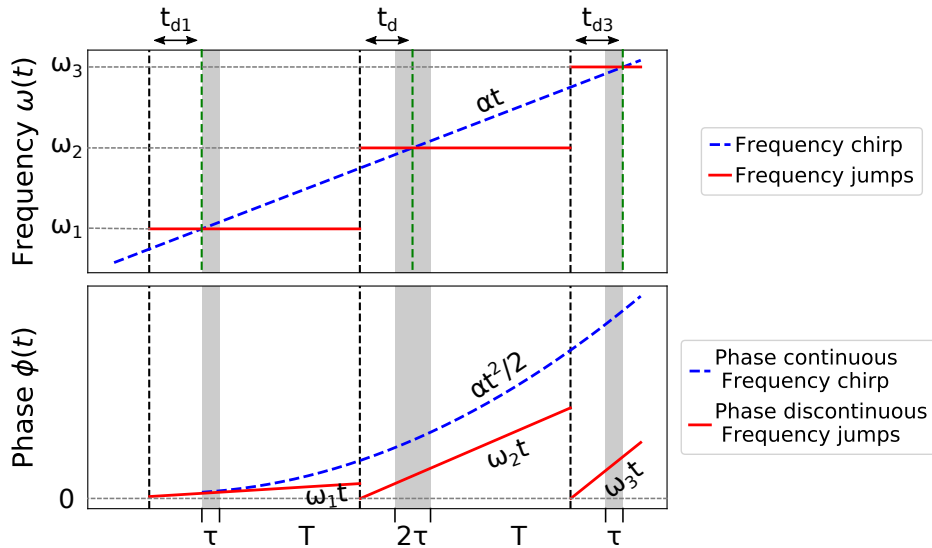 t_d1 t_d t_d3
Frequency ω(t)
ω_3
ω_2
ω_1
αt
Frequency chirp
Frequency jumps
Phase ϕ(t)
0
αt²/2
ω_1t
ω_2t
ω_3t
Phase continuous
Frequency chirp
Phase discontinuous
Frequency jumps
τ T 2τ T τ